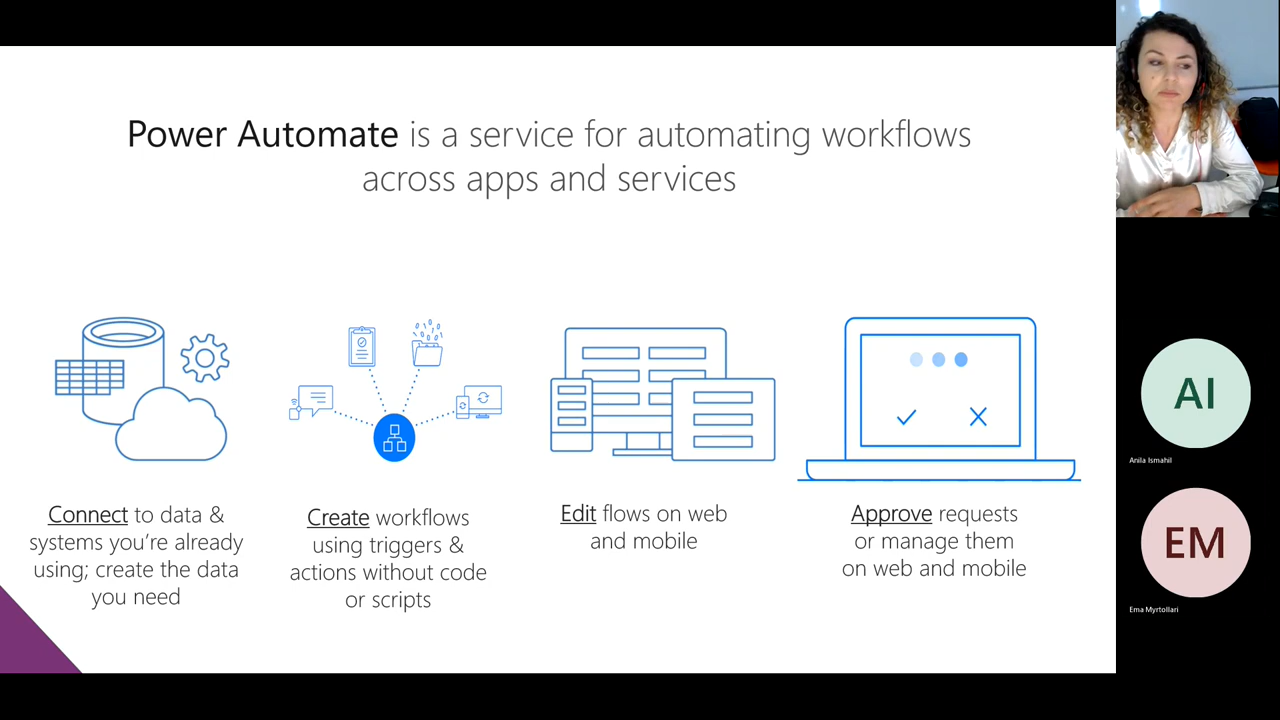 Power Automate is a service for automating workflows
across apps and services
Connect to data &
systems you’re already
using; create the data
you need
Create workflows
using triggers &
actions without code
or scripts
Edit flows on web
and mobile
Approve requests
or manage them
on web and mobile
AI
Anila Ismahil
EM
Ema Myrtollari